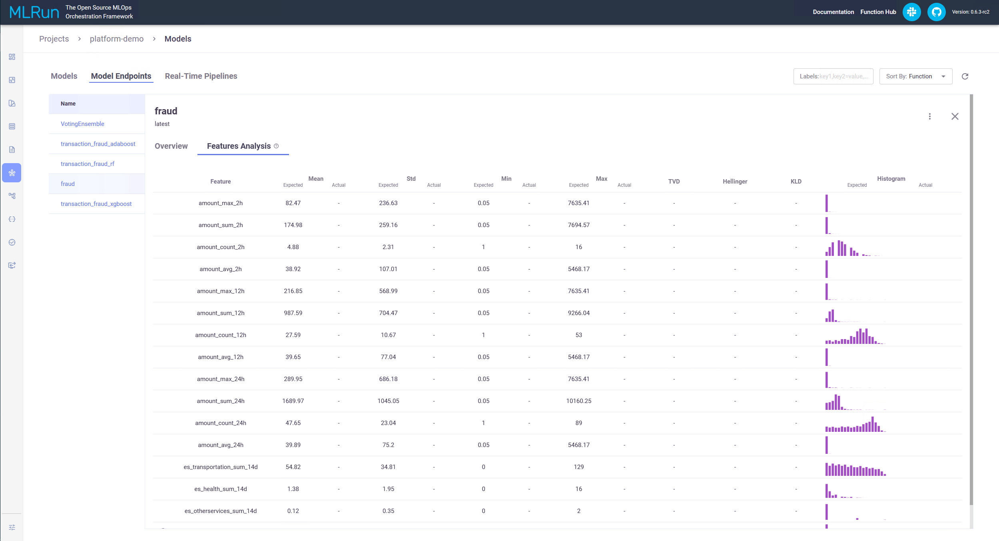 MLRun
The Open Source MLOps
Orchestration Framework
Documentation Function Hub Version: 0.6.3-rc2
Projects > platform-demo > Models
Models Model Endpoints Real-Time Pipelines
Labels: key1,key2=value,...
Sort By: Function
Name
VotingEnsemble
transaction_fraud_adaboost
transaction_fraud_rf
fraud
transaction_fraud_xgboost
fraud
latest
Overview Features Analysis ?
Feature Mean Std Min Max TVD Hellinger KLD Histogram
Expected Actual Expected Actual Expected Actual Expected Actual Expected Actual
amount_max_2h 82.47 - 236.63 - 0.05 - 7635.41 - - - -
amount_sum_2h 174.98 - 259.16 - 0.05 - 7694.57 - - - -
amount_count_2h 4.88 - 2.31 - 1 - 16 - - - -
amount_avg_2h 38.92 - 107.01 - 0.05 - 5468.17 - - - -
amount_max_12h 216.85 - 568.99 - 0.05 - 7635.41 - - - -
amount_sum_12h 987.59 - 704.47 - 0.05 - 9266.04 - - - -
amount_count_12h 27.59 - 10.67 - 1 - 53 - - - -
amount_avg_12h 39.65 - 77.04 - 0.05 - 5468.17 - - - -
amount_max_24h 289.95 - 686.18 - 0.05 - 7635.41 - - - -
amount_sum_24h 1689.97 - 1045.05 - 0.05 - 10160.25 - - - -
amount_count_24h 47.65 - 23.04 - 1 - 89 - - - -
amount_avg_24h 39.89 - 75.2 - 0.05 - 5468.17 - - - -
es_transportation_sum_14d 54.82 - 34.81 - 0 - 129 - - - -
es_health_sum_14d 1.38 - 1.95 - 0 - 16 - - - -
es_otherservices_sum_14d 0.12 - 0.35 - 0 - 2 - - - -